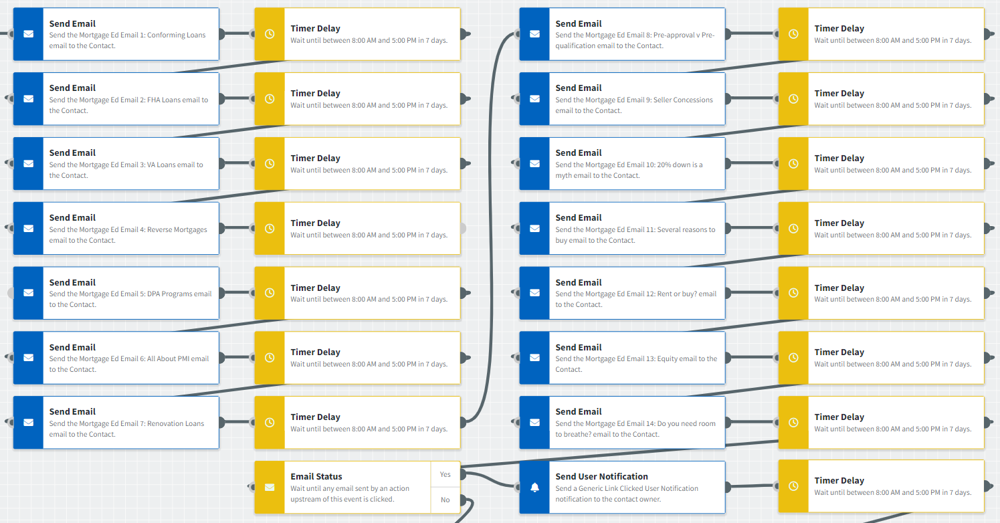 Send Email
Send the Mortgage Ed Email 1: Conforming Loans
email to the Contact.
Timer Delay
Wait until between 8:00 AM and 5:00 PM in 7 days.
Send Email
Send the Mortgage Ed Email 2: FHA Loans email to
the Contact.
Timer Delay
Wait until between 8:00 AM and 5:00 PM in 7 days.
Send Email
Send the Mortgage Ed Email 3: VA Loans email to
the Contact.
Timer Delay
Wait until between 8:00 AM and 5:00 PM in 7 days.
Send Email
Send the Mortgage Ed Email 4: Reverse Mortgages
email to the Contact.
Timer Delay
Wait until between 8:00 AM and 5:00 PM in 7 days.
Send Email
Send the Mortgage Ed Email 5: DPA Programs email
to the Contact.
Timer Delay
Wait until between 8:00 AM and 5:00 PM in 7 days.
Send Email
Send the Mortgage Ed Email 6: All About PMI email
to the Contact.
Timer Delay
Wait until between 8:00 AM and 5:00 PM in 7 days.
Send Email
Send the Mortgage Ed Email 7: Renovation Loans
email to the Contact.
Timer Delay
Wait until between 8:00 AM and 5:00 PM in 7 days.
Send Email
Send the Mortgage Ed Email 8: Pre-approval v Pre-
qualification email to the Contact.
Timer Delay
Wait until between 8:00 AM and 5:00 PM in 7 days.
Send Email
Send the Mortgage Ed Email 9: Seller Concessions
email to the Contact.
Timer Delay
Wait until between 8:00 AM and 5:00 PM in 7 days.
Send Email
Send the Mortgage Ed Email 10: 20% down is a
myth email to the Contact.
Timer Delay
Wait until between 8:00 AM and 5:00 PM in 7 days.
Send Email
Send the Mortgage Ed Email 11: Several reasons to
buy email to the Contact.
Timer Delay
Wait until between 8:00 AM and 5:00 PM in 7 days.
Send Email
Send the Mortgage Ed Email 12: Rent or buy? email
to the Contact.
Timer Delay
Wait until between 8:00 AM and 5:00 PM in 7 days.
Send Email
Send the Mortgage Ed Email 13: Equity email to the
Contact.
Timer Delay
Wait until between 8:00 AM and 5:00 PM in 7 days.
Send Email
Send the Mortgage Ed Email 14: Do you need room
to breathe? email to the Contact.
Timer Delay
Wait until between 8:00 AM and 5:00 PM in 7 days.
Email Status
Wait until any email sent by an action
upstream of this event is clicked.
Yes
No
Send User Notification
Send a Generic Link Clicked User Notification
notification to the contact owner.
Timer Delay
Wait until between 8:00 AM and 5:00 PM in 7 days.